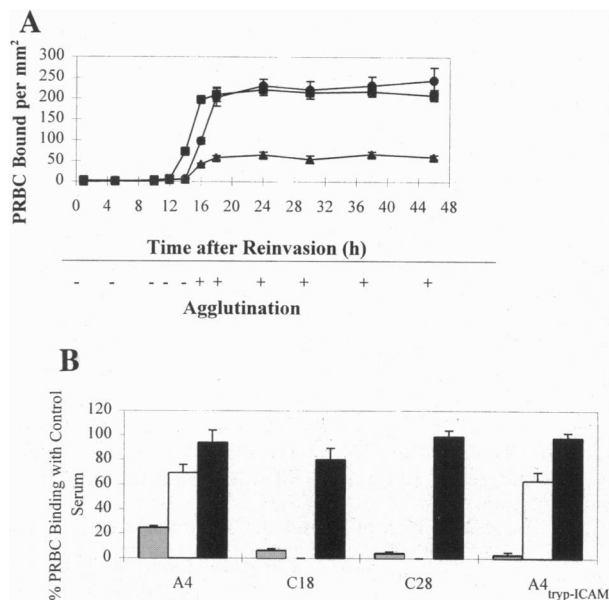 A
PRBC Bound per mm2
300
250
200
150
100
50
0
0 4 8 12 16 20 24 28 32 36 40 44 48
Time after Reinvasion (h)
- - - - - + + + + + +
Agglutination
B
% PRBC Binding with Control
Serum
120
100
80
60
40
20
0
A4 C18 C28 A4tryp-ICAM